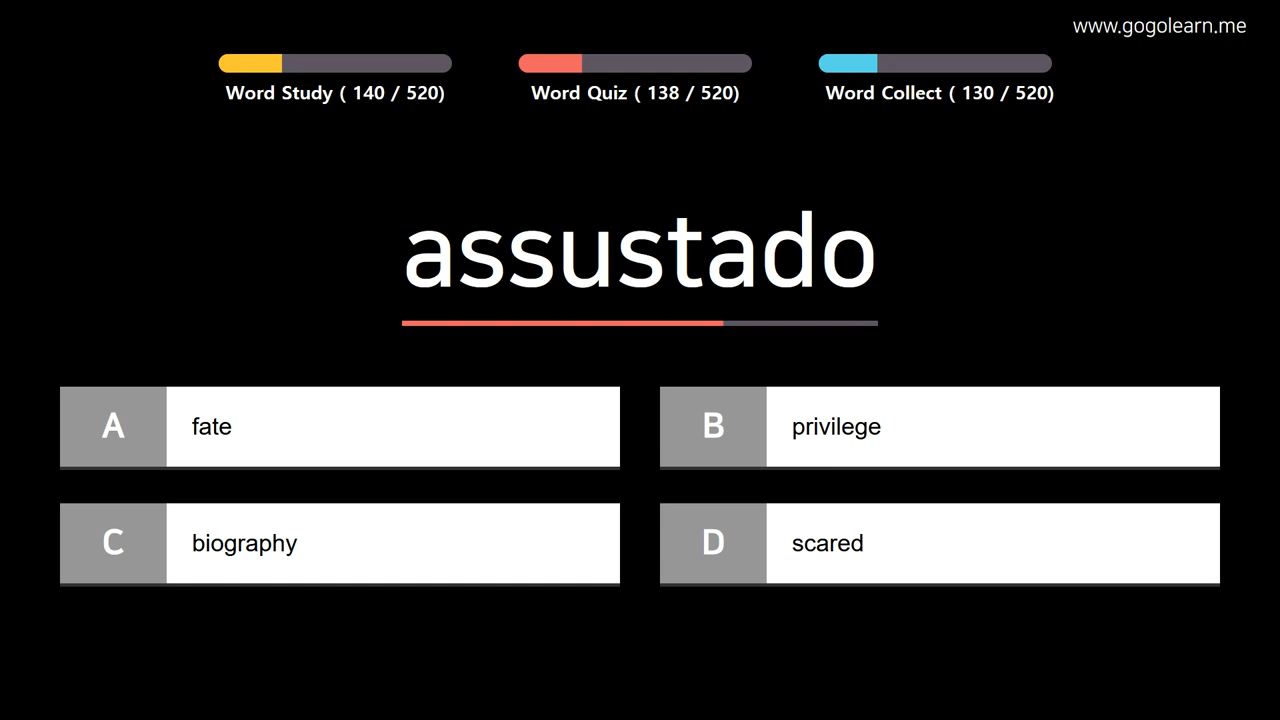 www.gogolearn.me
Word Study ( 140 / 520)
Word Quiz ( 138 / 520)
Word Collect ( 130 / 520)
assustado
A fate
B privilege
C biography
D scared